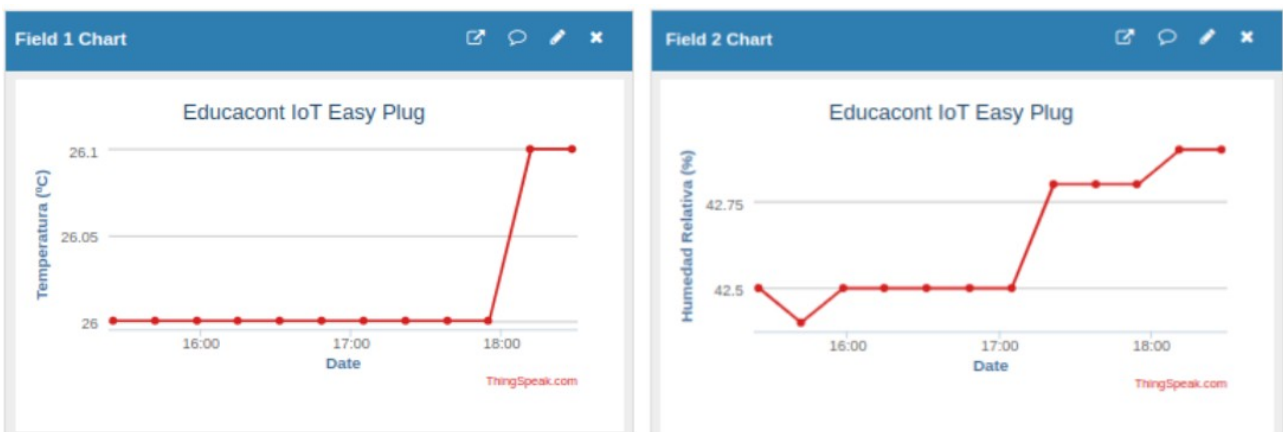 Field 1 Chart
Educacont IoT Easy Plug
Temperatura (ºC)
26.1
26.05
26
16:00 17:00 18:00
Date
ThingSpeak.com
Field 2 Chart
Educacont IoT Easy Plug
Humedad Relativa (%)
42.75
42.5
16:00 17:00 18:00
Date
ThingSpeak.com